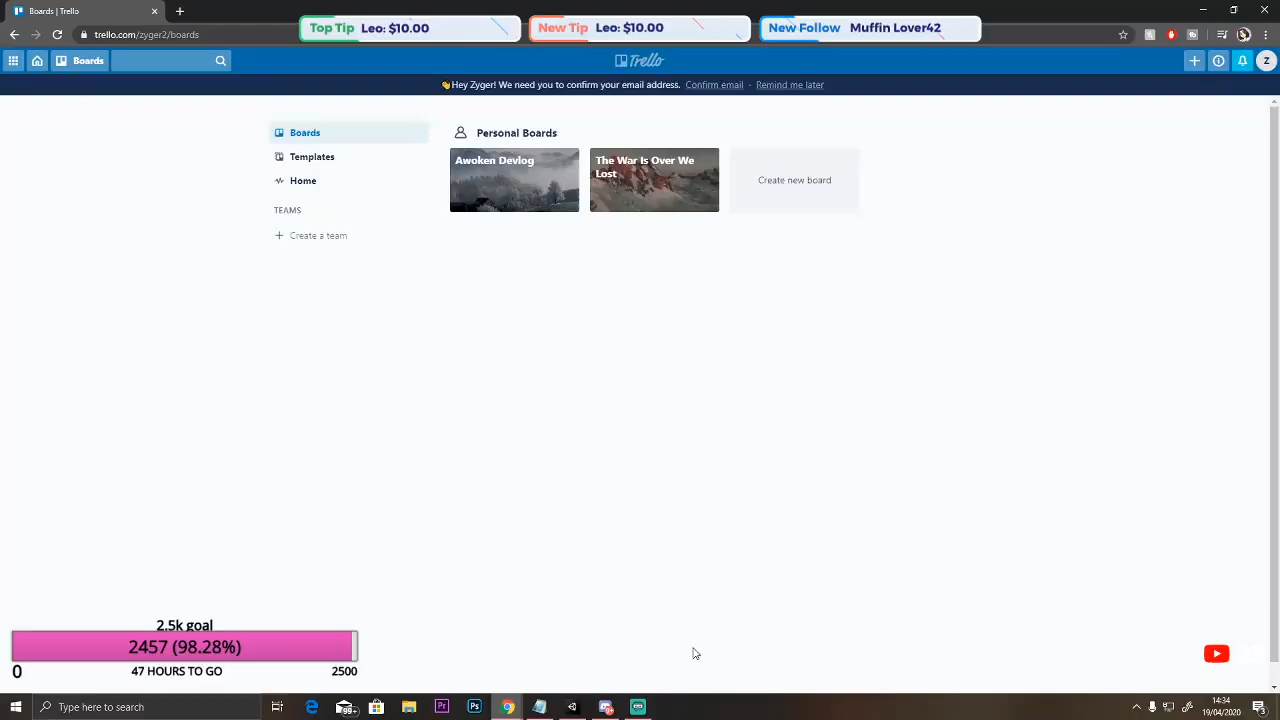 Boards | Trello
trello.com/zyger2/boards
Top Tip Leo: $10.00
New Tip Leo: $10.00
New Follow Muffin Lover42
Boards
Trello
Z
👋Hey Zyger! We need you to confirm your email address. Confirm email · Remind me later
Boards
Templates
Home
TEAMS
+ Create a team
Personal Boards
Awoken Devlog
The War Is Over We
Lost
Create new board
2.5k goal
2457 (98.28%)
0
47 HOURS TO GO
2500
Type here to search
99+
Pr
Ps
14:34
19/04/2020